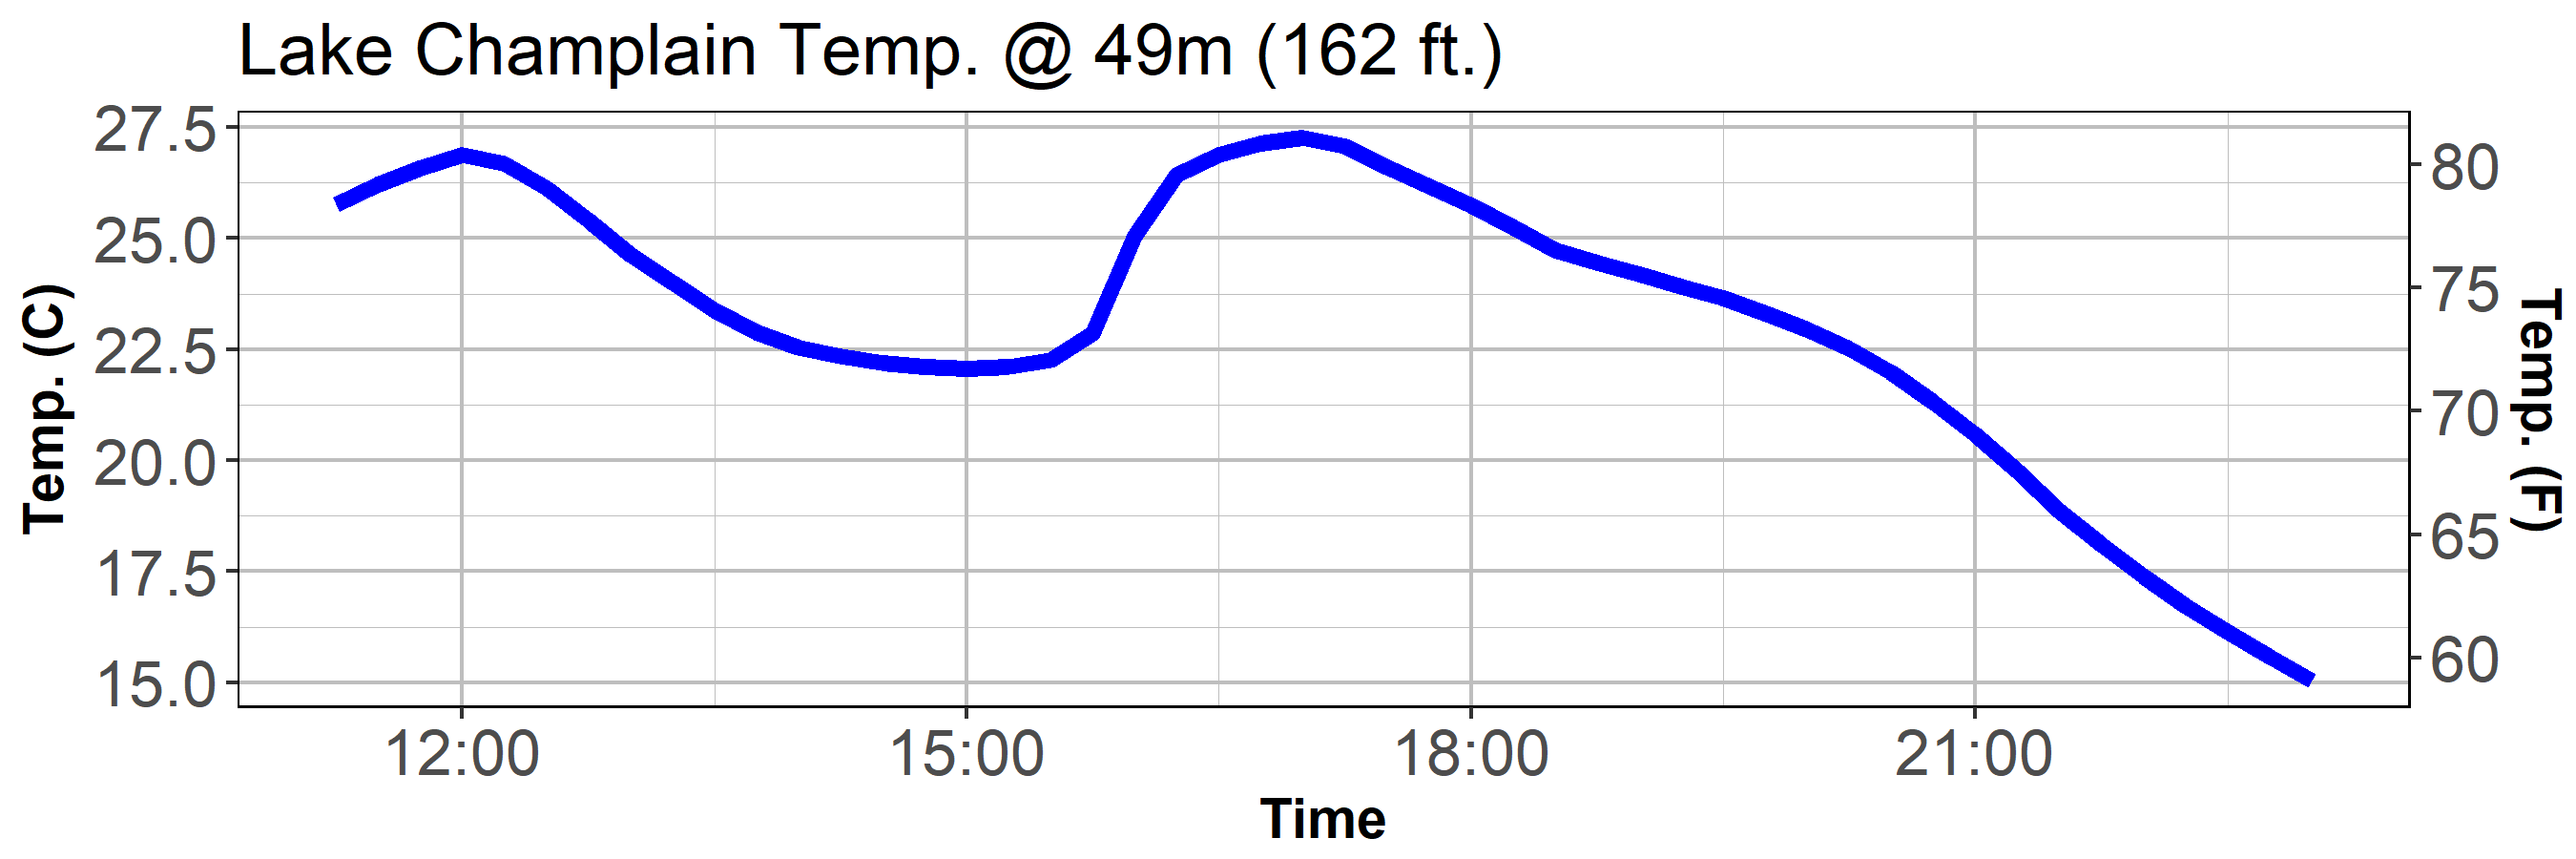 Lake Champlain Temp. @ 49m (162 ft.)
27.5
25.0
22.5
20.0
17.5
15.0
Temp. (C)
80
75
70
65
60
Temp. (F)
12:00 15:00 18:00 21:00
Time